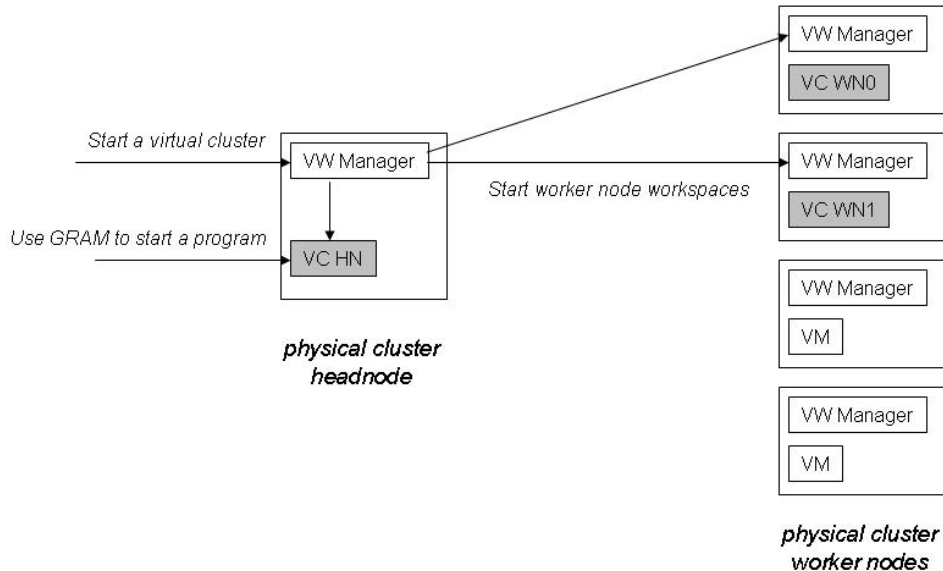 Start a virtual cluster
Use GRAM to start a program
VW Manager
VC HN
physical cluster
headnode
Start worker node workspaces
VW Manager
VC WN0
VW Manager
VC WN1
VW Manager
VM
VW Manager
VM
physical cluster
worker nodes